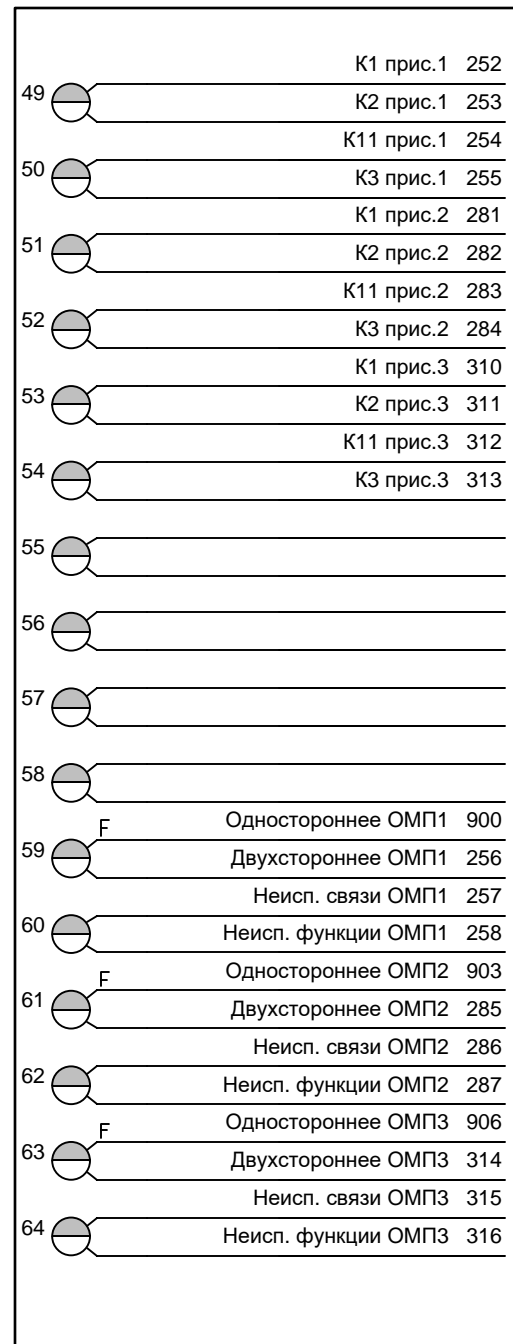 К1 прис.1 252
49
К2 прис.1 253
К11 прис.1 254
50
К3 прис.1 255
К1 прис.2 281
51
К2 прис.2 282
К11 прис.2 283
52
К3 прис.2 284
К1 прис.3 310
53
К2 прис.3 311
К11 прис.3 312
54
К3 прис.3 313
55
56
57
58
F Одностороннее ОМП1 900
59
Двухстороннее ОМП1 256
Неисп. связи ОМП1 257
60
Неисп. функции ОМП1 258
F Одностороннее ОМП2 903
61
Двухстороннее ОМП2 285
Неисп. связи ОМП2 286
62
Неисп. функции ОМП2 287
F Одностороннее ОМП3 906
63
Двухстороннее ОМП3 314
Неисп. связи ОМП3 315
64
Неисп. функции ОМП3 316